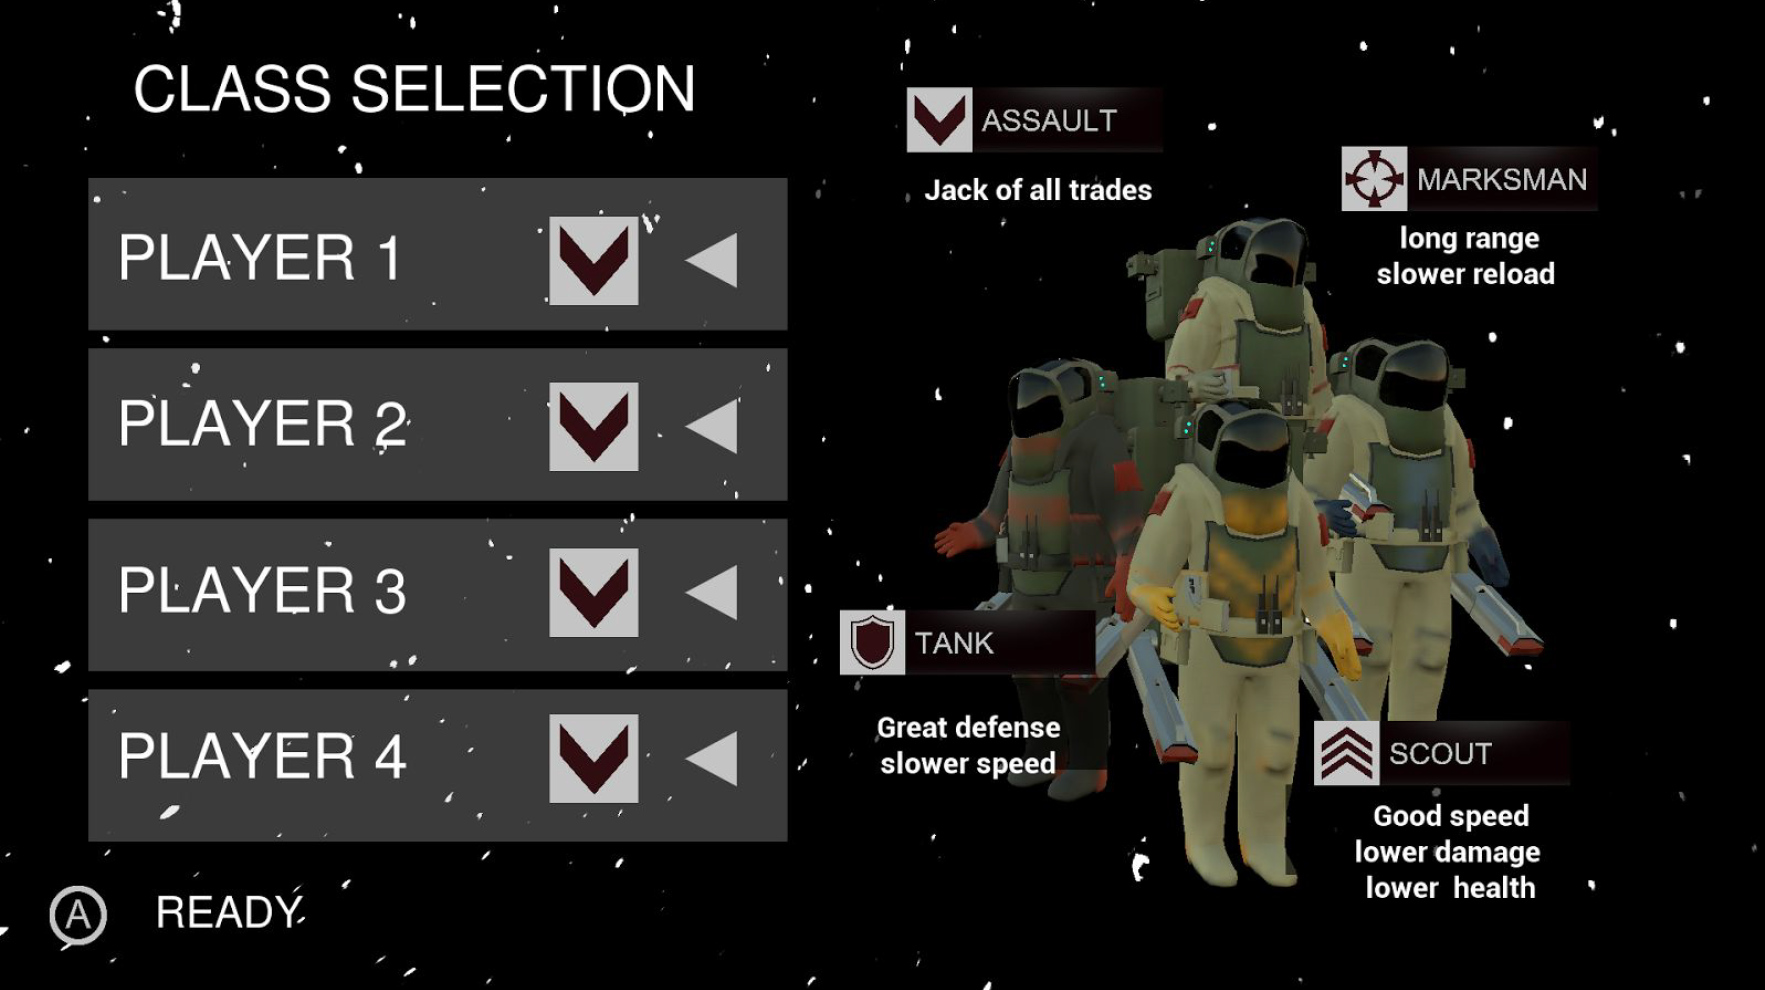 CLASS SELECTION
PLAYER 1
PLAYER 2
PLAYER 3
PLAYER 4
A READY
ASSAULT
Jack of all trades
MARKSMAN
long range
slower reload
TANK
Great defense
slower speed
SCOUT
Good speed
lower damage
lower health